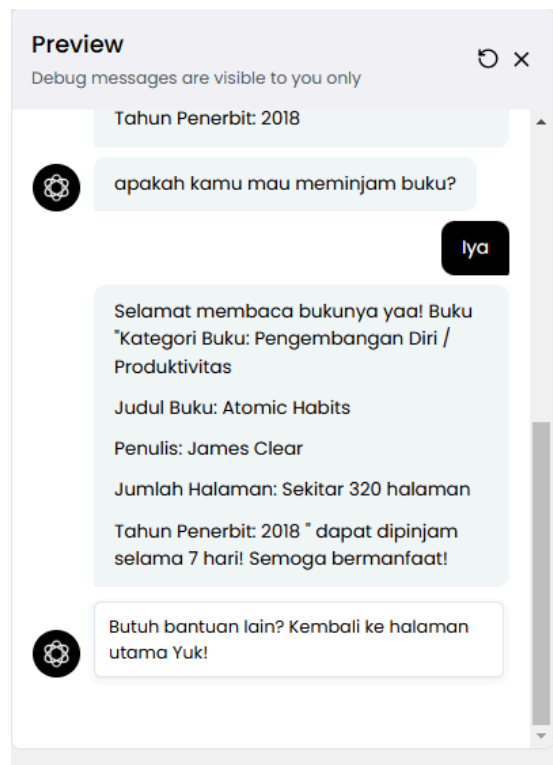 Preview
Debug messages are visible to you only
Tahun Penerbit: 2018
apakah kamu mau meminjam buku?
Iya
Selamat membaca bukunya yaa! Buku
"Kategori Buku: Pengembangan Diri /
Produktivitas
Judul Buku: Atomic Habits
Penulis: James Clear
Jumlah Halaman: Sekitar 320 halaman
Tahun Penerbit: 2018 " dapat dipinjam
selama 7 hari! Semoga bermanfaat!
Butuh bantuan lain? Kembali ke halaman
utama Yuk!